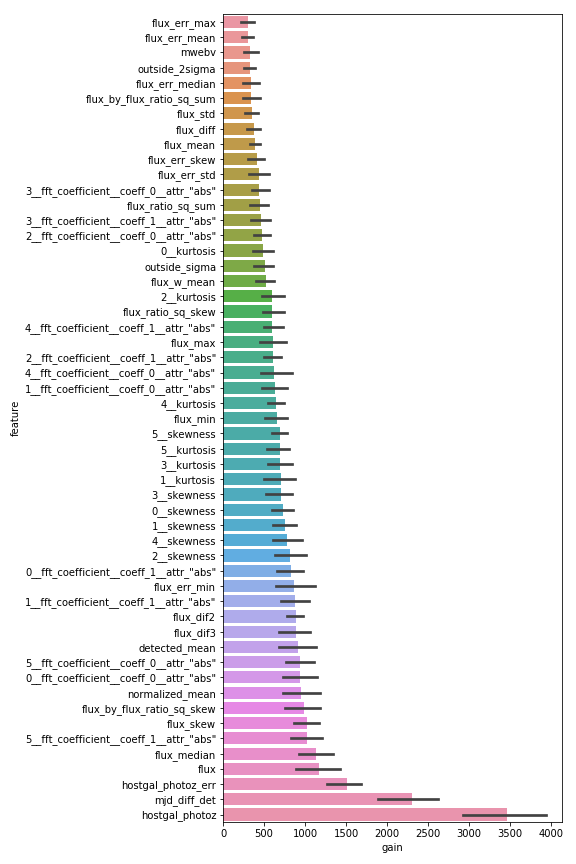 flux_err_max
flux_err_mean
mwebv
outside_2sigma
flux_err_median
flux_by_flux_ratio_sq_sum
flux_std
flux_diff
flux_mean
flux_err_skew
flux_err_std
3__fft_coefficient__coeff_0__attr_"abs"
flux_ratio_sq_sum
3__fft_coefficient__coeff_1__attr_"abs"
2__fft_coefficient__coeff_0__attr_"abs"
0__kurtosis
outside_sigma
flux_w_mean
2__kurtosis
flux_ratio_sq_skew
4__fft_coefficient__coeff_1__attr_"abs"
flux_max
2__fft_coefficient__coeff_1__attr_"abs"
4__fft_coefficient__coeff_0__attr_"abs"
1__fft_coefficient__coeff_0__attr_"abs"
4__kurtosis
flux_min
5__skewness
5__kurtosis
3__kurtosis
1__kurtosis
3__skewness
0__skewness
1__skewness
4__skewness
2__skewness
0__fft_coefficient__coeff_1__attr_"abs"
flux_err_min
1__fft_coefficient__coeff_1__attr_"abs"
flux_dif2
flux_dif3
detected_mean
5__fft_coefficient__coeff_0__attr_"abs"
0__fft_coefficient__coeff_0__attr_"abs"
normalized_mean
flux_by_flux_ratio_sq_skew
flux_skew
5__fft_coefficient__coeff_1__attr_"abs"
flux_median
flux
hostgal_photoz_err
mjd_diff_det
hostgal_photoz
feature
0 500 1000 1500 2000 2500 3000 3500 4000
gain